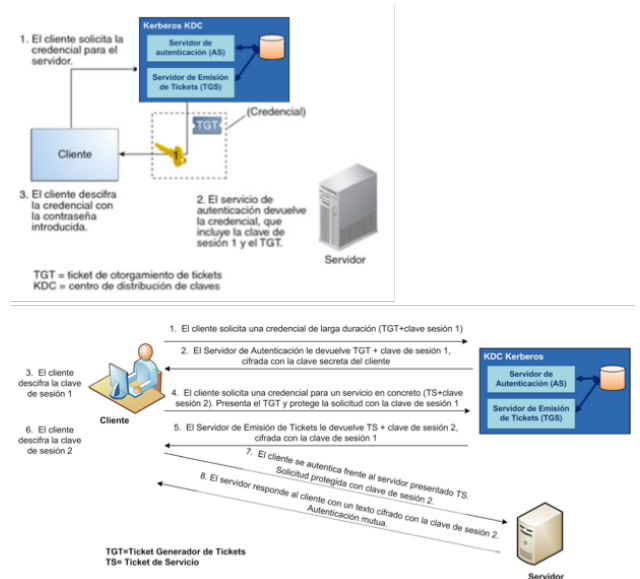 Kerberos KDC
1. El cliente solicita la
credencial para el
servidor.
Servidor de
autenticación (AS)
Servidor de Emisión
de Tickets (TGS)
(Credencial)
TGT
1
Cliente
3. El cliente descifra
la credencial con
la contraseña
introducida.
2. El servicio de
autenticación devuelve
la credencial, que
incluye la clave de
sesión 1 y el TGT.
Servidor
TGT = ticket de otorgamiento de tickets
KDC = centro de distribución de claves
1. El cliente solicita una credencial de larga duración (TGT+clave sesión 1)
2. El Servidor de Autenticación le devuelve TGT + clave de sesión 1,
cifrada con la clave secreta del cliente
KDC Kerberos
Servidor de
Autenticación (AS)
Servidor de Emisión
de Tickets (TGS)
3. El cliente
descifra la clave
de sesión 1
Cliente
4. El cliente solicita una credencial para un servicio en concreto (TS+clave
sesión 2). Presenta el TGT y protege la solicitud con la clave de sesión 1
6. El cliente
descifra la clave
de sesión 2
5. El Servidor de Emisión de Tickets le devuelve TS + clave de sesión 2,
cifrada con la clave de sesión 1
7. El cliente se autentica frente al servidor presentado TS.
Solicitud protegida con clave de sesión 2.
8. El servidor responde al cliente con un texto cifrado con la clave de sesión 2.
Autenticación mutua.
TGT=Ticket Generador de Tickets
TS= Ticket de Servicio
Servidor